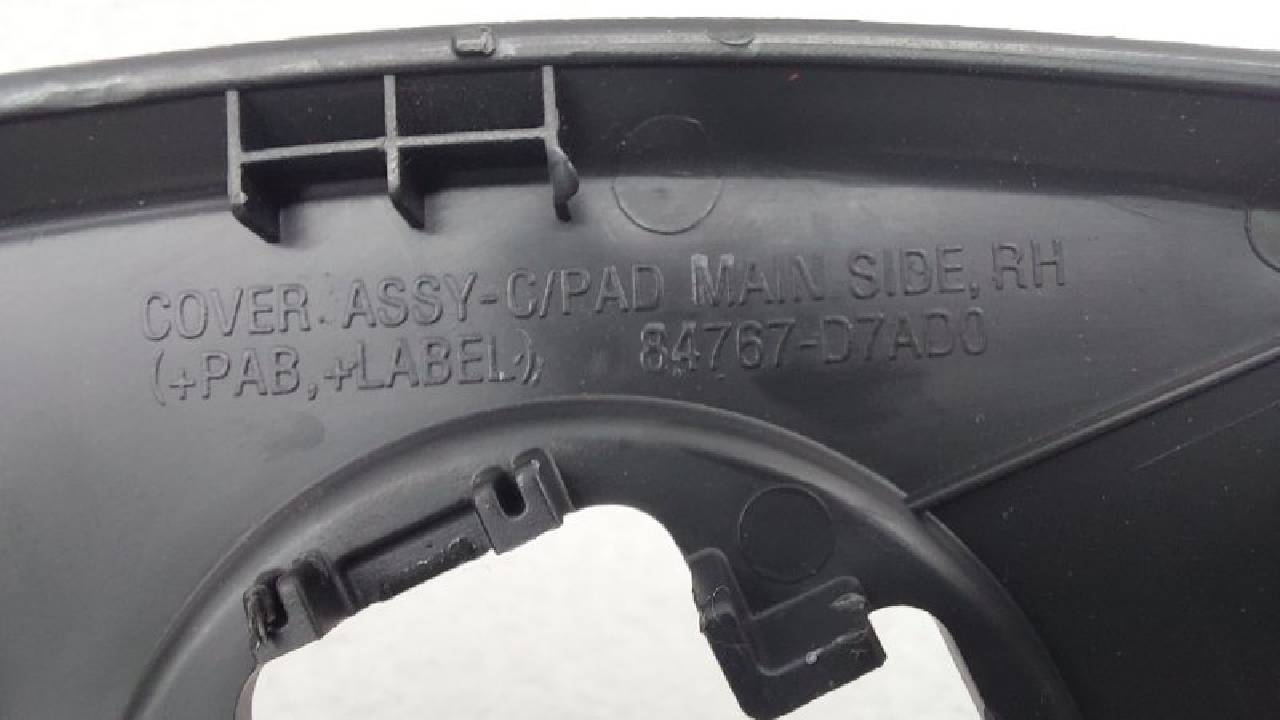 COVER ASSY-C/PAD MAIN SIDE, RH
(+PAB,+LABEL) 84767-D7AD0